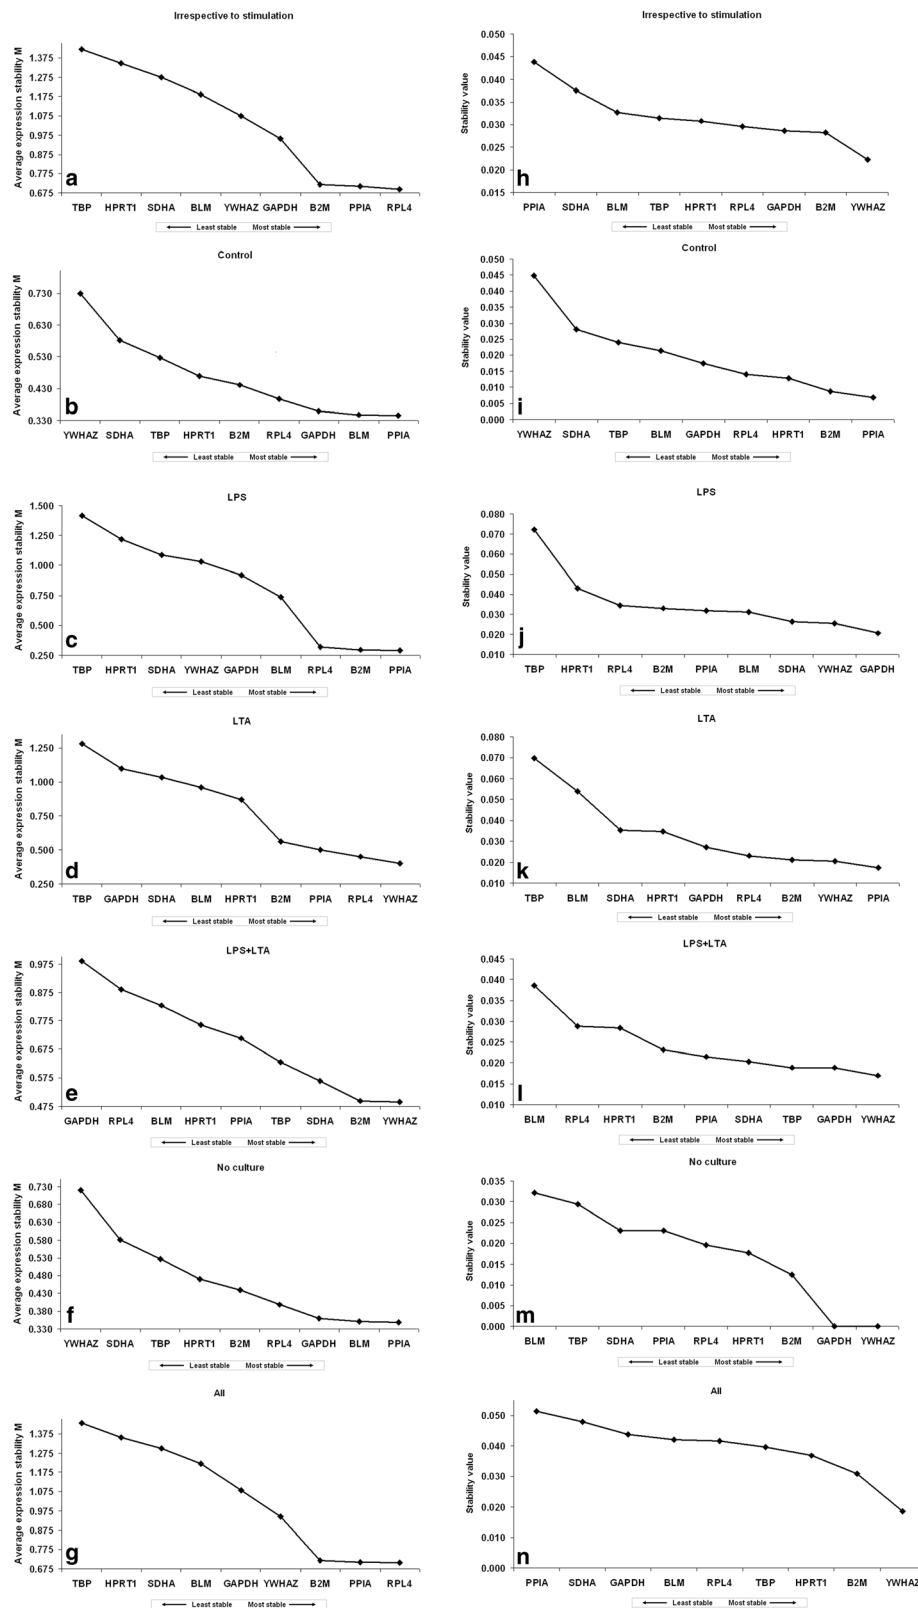 Irrespective to stimulation
Average expression stability M
1.375
1.275
1.175
1.075
0.975
0.875
0.775
0.675
a
TBP HPRT1 SDHA BLM YWHAZ GAPDH B2M PPIA RPL4
Least stable Most stable
Irrespective to stimulation
Stability value
0.050
0.045
0.040
0.035
0.030
0.025
0.020
0.015
h
PPIA SDHA BLM TBP HPRT1 RPL4 GAPDH B2M YWHAZ
Least stable Most stable
Control
Average expression stability M
0.730
0.630
0.530
0.430
0.330
b
YWHAZ SDHA TBP HPRT1 B2M RPL4 GAPDH BLM PPIA
Least stable Most stable
Control
Stability value
0.050
0.045
0.040
0.035
0.030
0.025
0.020
0.015
0.010
0.005
0.000
i
YWHAZ SDHA TBP BLM GAPDH RPL4 HPRT1 B2M PPIA
Least stable Most stable
LPS
Average expression stability M
1.500
1.250
1.000
0.750
0.500
0.250
c
TBP HPRT1 SDHA YWHAZ GAPDH BLM RPL4 B2M PPIA
Least stable Most stable
LPS
Stability value
0.080
0.070
0.060
0.050
0.040
0.030
0.020
0.010
j
TBP HPRT1 RPL4 B2M PPIA BLM SDHA YWHAZ GAPDH
Least stable Most stable
LTA
Average expression stability M
1.250
1.000
0.750
0.500
0.250
d
TBP GAPDH SDHA BLM HPRT1 B2M PPIA RPL4 YWHAZ
Least stable Most stable
LTA
Stability value
0.080
0.070
0.060
0.050
0.040
0.030
0.020
0.010
k
TBP BLM SDHA HPRT1 GAPDH RPL4 B2M YWHAZ PPIA
Least stable Most stable
LPS+LTA
Average expression stability M
0.975
0.875
0.775
0.675
0.575
0.475
e
GAPDH RPL4 BLM HPRT1 PPIA TBP SDHA B2M YWHAZ
Least stable Most stable
LPS+LTA
Stability value
0.045
0.040
0.035
0.030
0.025
0.020
0.015
0.010
l
BLM RPL4 HPRT1 B2M PPIA SDHA TBP GAPDH YWHAZ
Least stable Most stable
No culture
Average expression stability M
0.730
0.680
0.630
0.580
0.530
0.480
0.430
0.380
0.330
f
YWHAZ SDHA TBP HPRT1 B2M RPL4 GAPDH BLM PPIA
Least stable Most stable
No culture
Stability value
0.035
0.030
0.025
0.020
0.015
0.010
0.005
0.000
m
BLM TBP SDHA PPIA RPL4 HPRT1 B2M GAPDH YWHAZ
Least stable Most stable
All
Average expression stability M
1.375
1.275
1.175
1.075
0.975
0.875
0.775
0.675
g
TBP HPRT1 SDHA BLM GAPDH YWHAZ B2M PPIA RPL4
Least stable Most stable
All
Stability value
0.050
0.040
0.030
0.020
0.010
0.000
n
PPIA SDHA GAPDH BLM RPL4 TBP HPRT1 B2M YWHAZ
Least stable Most stable